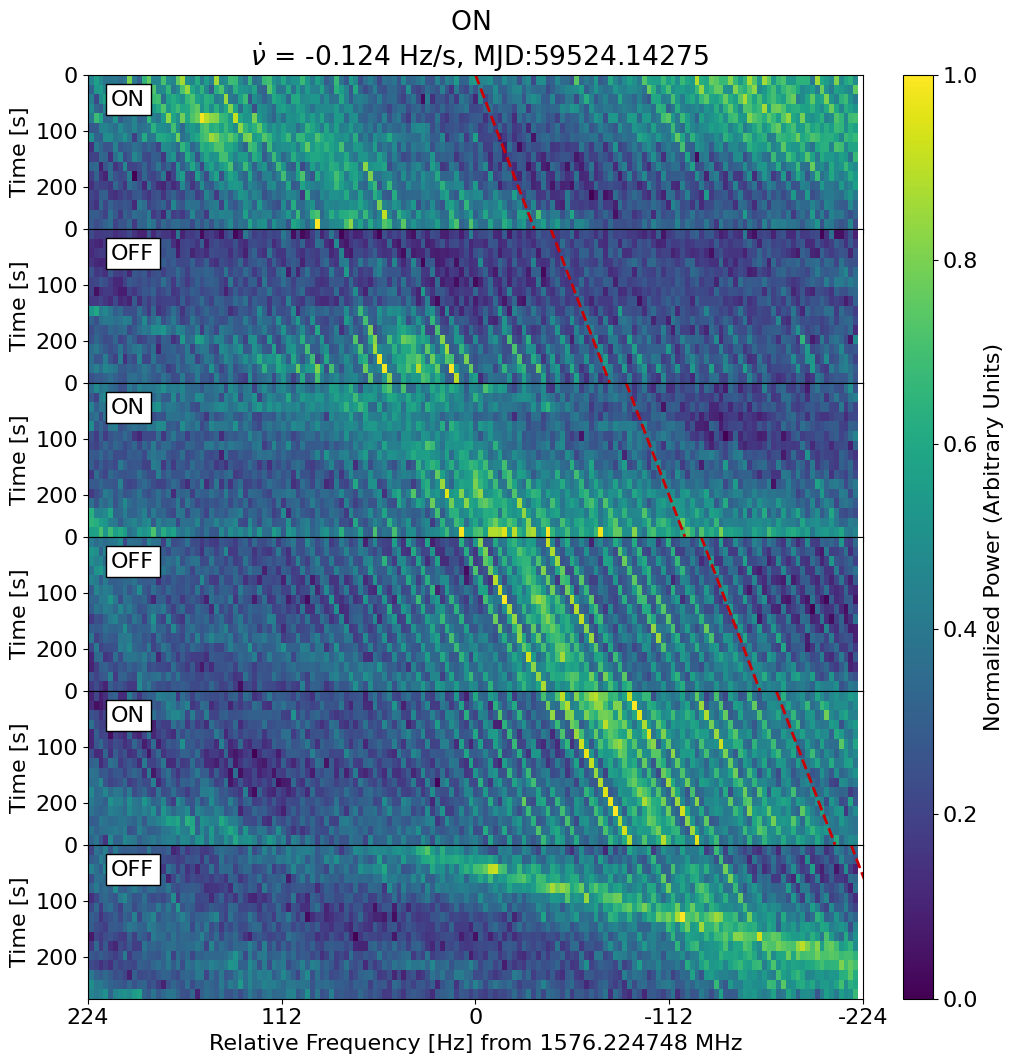 ON
ν̇ = -0.124 Hz/s, MJD:59524.14275
0
ON
100
Time [s]
200
0
OFF
100
Time [s]
200
0
ON
100
Time [s]
200
0
OFF
100
Time [s]
200
0
ON
100
Time [s]
200
0
OFF
100
Time [s]
200
224 112 0 -112 -224
Relative Frequency [Hz] from 1576.224748 MHz
1.0
0.8
0.6
0.4
0.2
0.0
Normalized Power (Arbitrary Units)